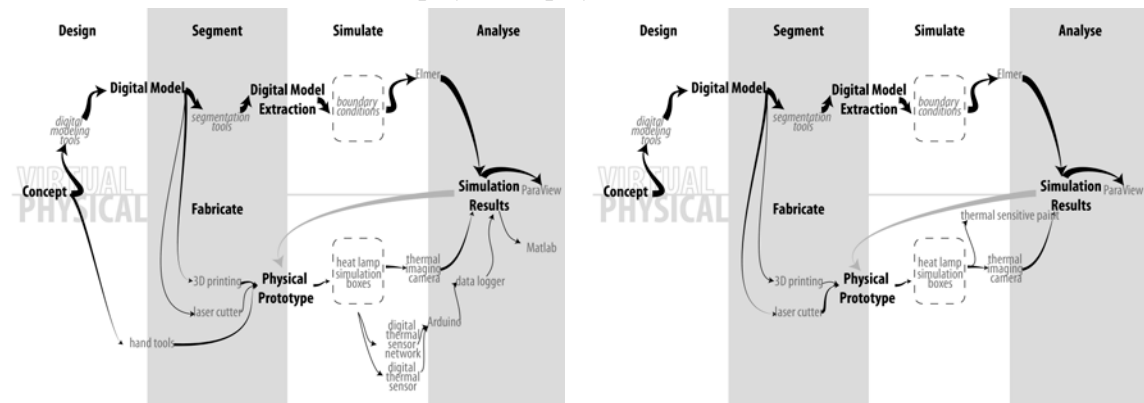 Design Segment Simulate Analyse
Digital Model
segmentation
tools
Digital Model
Extraction
boundary
conditions
Elmer
digital
modeling
tools
VIRTUAL
Concept
PHYSICAL
Simulation
Results
ParaView
Fabricate
Matlab
3D printing
laser cutter
hand tools
Physical
Prototype
heat lamp
simulation
boxes
thermal
imaging
camera
data logger
Arduino
digital
thermal
sensor
network
digital
thermal
sensor
Design Segment Simulate Analyse
Digital Model
segmentation
tools
Digital Model
Extraction
boundary
conditions
Elmer
digital
modeling
tools
VIRTUAL
Concept
PHYSICAL
Simulation
Results
ParaView
Fabricate
thermal sensitive paint
3D printing
laser cutter
Physical
Prototype
heat lamp
simulation
boxes
thermal
imaging
camera